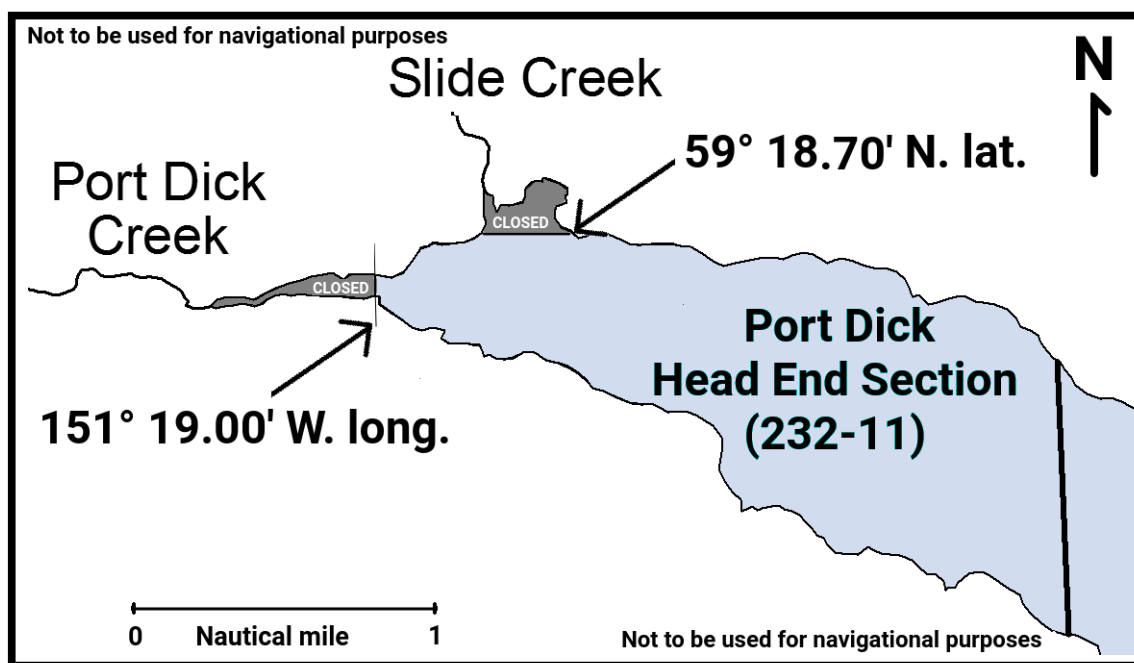 Not to be used for navigational purposes
N
Slide Creek
59° 18.70' N. lat.
Port Dick
Creek
CLOSED
CLOSED
151° 19.00' W. long.
Port Dick
Head End Section
(232-11)
0 Nautical mile 1
Not to be used for navigational purposes